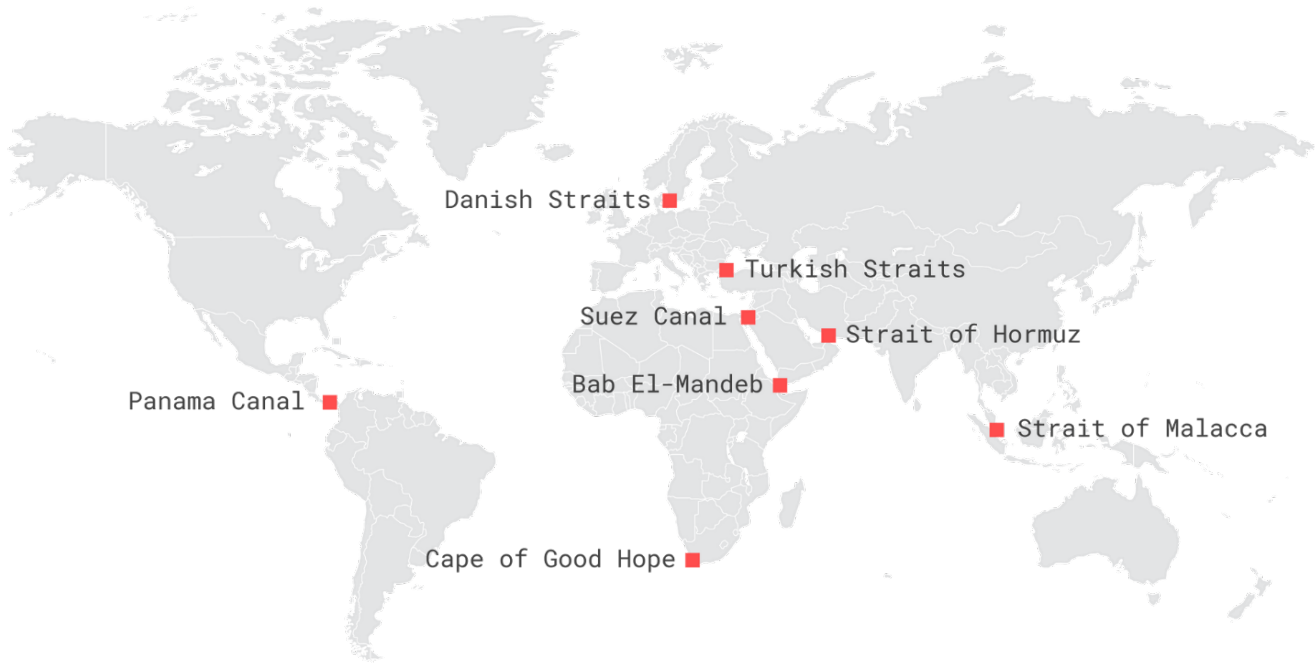 Danish Straits
Turkish Straits
Suez Canal
Strait of Hormuz
Bab El-Mandeb
Panama Canal
Strait of Malacca
Cape of Good Hope